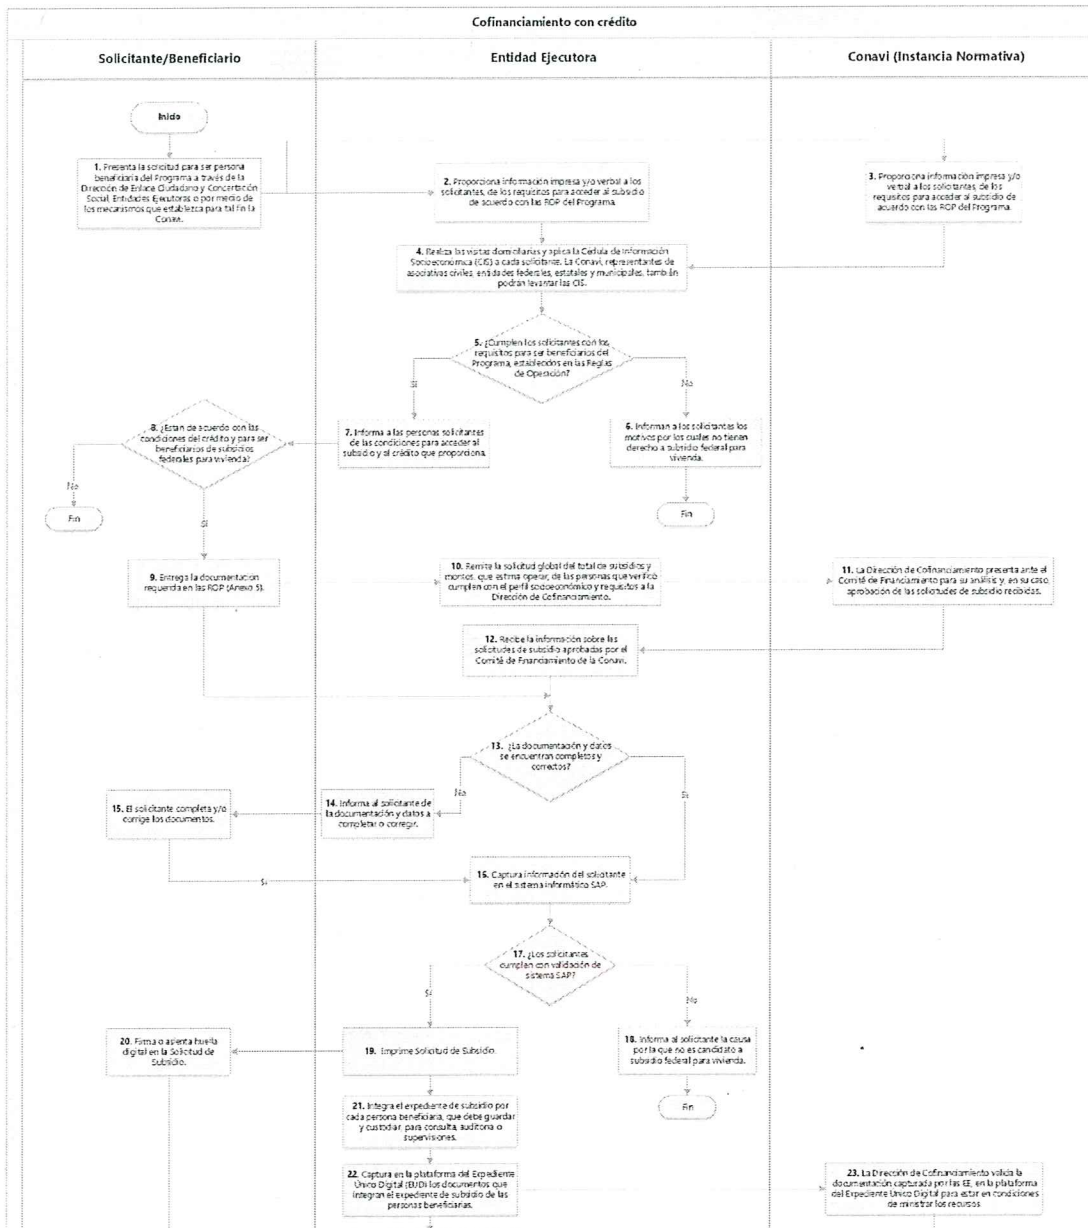 Cofinanciamiento con crédito
Solicitante/Beneficiario
Entidad Ejecutora
Conavi (Instancia Normativa)
Inicio
1. Presenta la solicitud para ser persona
beneficiaria del Programa a través de la
Dirección de Enlace Ciudadano y Concertación
Social, Entidades Ejecutoras o por medio de
los mecanismos que establezca para tal fin la
Conavi.
2. Proporciona información impresa y/o verbal a los
solicitantes, de los requisitos para acceder al subsidio
de acuerdo con las ROP del Programa.
3. Proporciona información impresa y/o
verbal a los solicitantes, de los
requisitos para acceder al subsidio de
acuerdo con las ROP del Programa.
4. Realiza las visitas domiciliarias y aplica la Cédula de Información
Socioeconómica (CIS) a cada solicitante. La Conavi, representantes de
asociativas civiles, entidades federales, estatales y municipales, también
podrán levantar las CIS.
5. ¿Cumplen los solicitantes con los
requisitos para ser beneficiarios del
Programa, establecidos en las Reglas
de Operación?
Si
No
8. ¿Están de acuerdo con las
condiciones del crédito y para ser
beneficiarios de subsidios
federales para vivienda?
7. Informa a las personas solicitantes
de las condiciones para acceder al
subsidio y al crédito que proporciona.
6. Informan a los solicitantes los
motivos por los cuales no tienen
derecho a subsidio federal para
vivienda.
No
Fin
Si
Fin
9. Entrega la documentación
requerida en las ROP (Anexo 5).
10. Remite la solicitud global del total de subsidios y
montos, que estima operar, de las personas que verificó
cumplen con el perfil socioeconómico y requisitos a la
Dirección de Cofinanciamiento.
11. La Dirección de Cofinanciamiento presenta ante el
Comité de Financiamiento para su análisis y, en su caso,
aprobación de las solicitudes de subsidio recibidas.
12. Recibe la información sobre las
solicitudes de subsidio aprobadas por el
Comité de Financiamiento de la Conavi.
13. ¿La documentación y datos
se encuentran completos y
correctos?
No
Si
15. El solicitante completa y/o
corrige los documentos.
14. Informa al solicitante de
la documentación y datos a
completar o corregir.
Si
16. Captura información del solicitante
en el sistema informático SAP.
17. ¿Los solicitantes
cumplen con validación de
sistema SAP?
Si
No
20. Firma o asienta huella
digital en la Solicitud de
Subsidio.
19. Imprime Solicitud de Subsidio.
18. Informa al solicitante la causa
por la que no es candidato a
subsidio federal para vivienda.
Fin
21. Integra el expediente de subsidio por
cada persona beneficiaria, que debe guardar
y custodiar, para consulta, auditoría o
supervisiones.
22. Captura en la plataforma del Expediente
Único Digital (EUD) los documentos que
integran el expediente de subsidio de las
personas beneficiarias.
23. La Dirección de Cofinanciamiento valida la
documentación capturada por las EE, en la plataforma
del Expediente Único Digital para estar en condiciones
de ministrar los recursos.